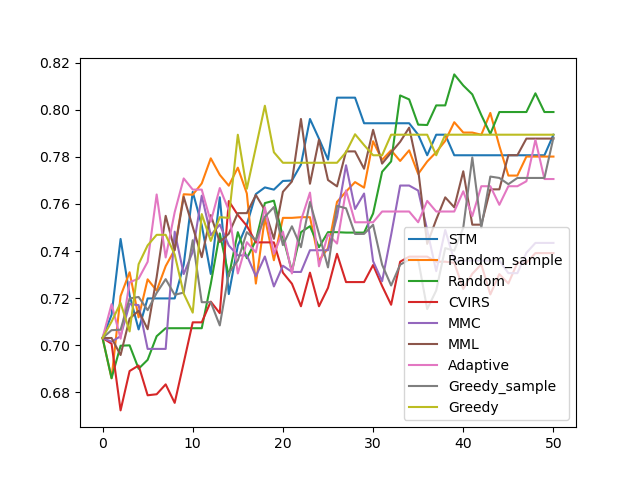 0.82
0.80
0.78
0.76
0.74
0.72
0.70
0.68
0
10
20
30
40
50
STM
Random_sample
Random
CVIRS
MMC
MML
Adaptive
Greedy_sample
Greedy